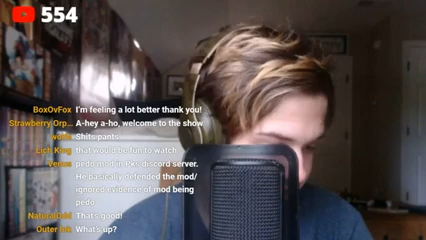 554
BoxOvFox I'm feeling a lot better thank you!
Strawberry Orp... A-hey a-ho, welcome to the show
Shits pants
Lich King that would be fun to watch
pedo mod in
discord server.
He basically defended the mod/
ignored evidence of mod being
pedo
That's good!
Outer What's up?